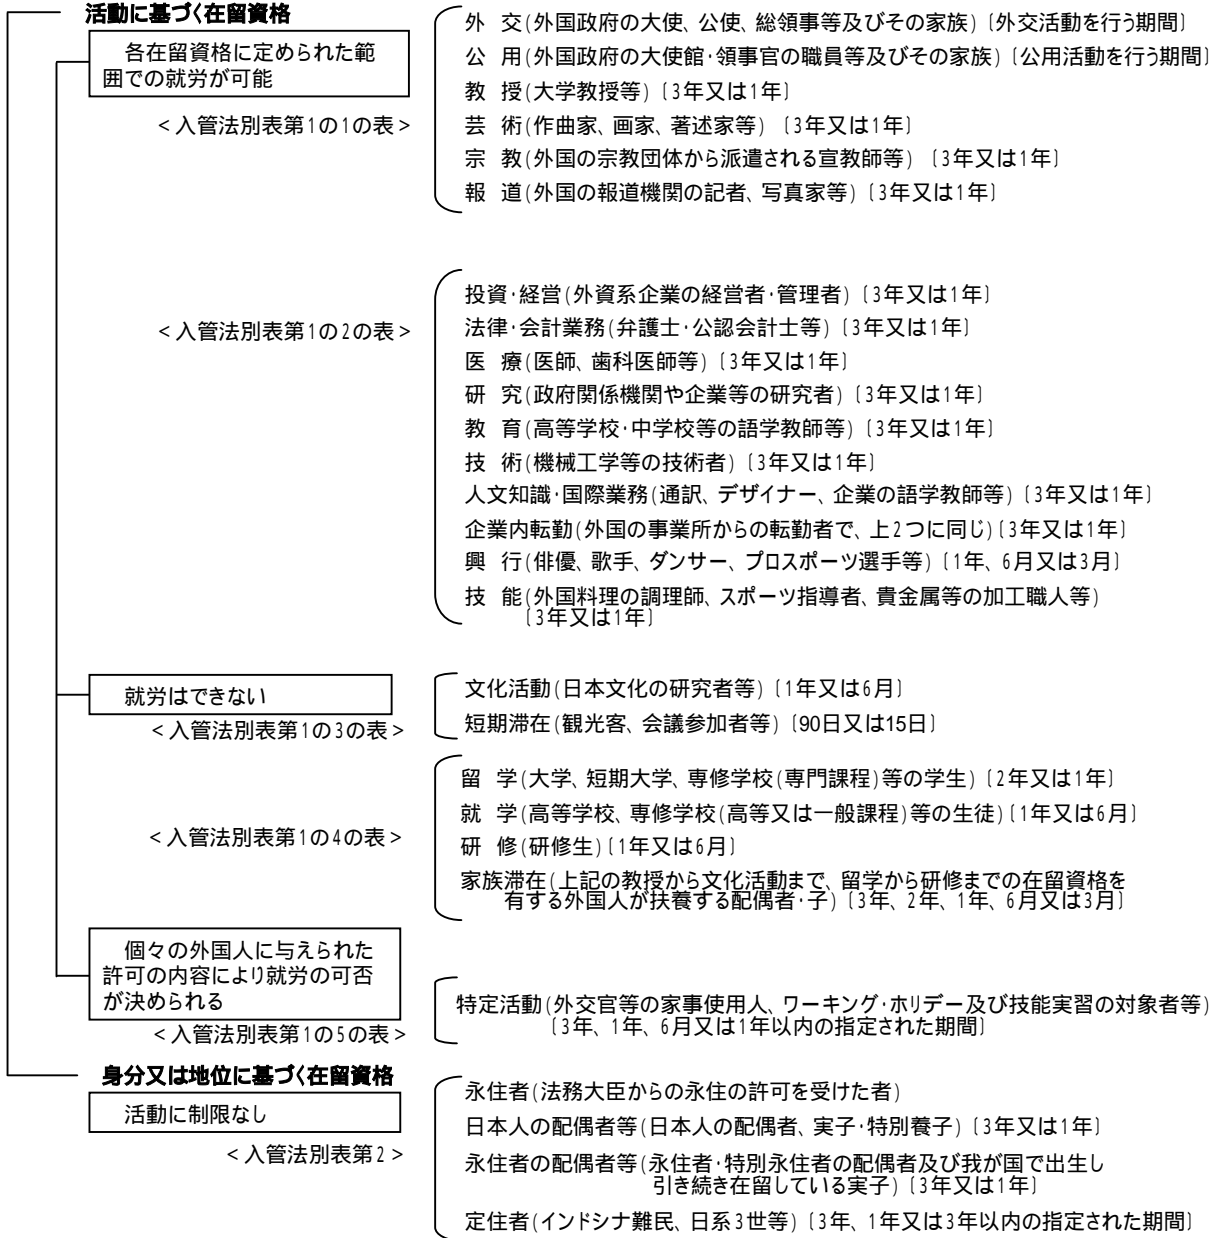 活動に基づく在留資格
各在留資格に定められた範
囲での就労が可能
<入管法別表第1の1の表>
外 交(外国政府の大使、公使、総領事等及びその家族)〔外交活動を行う期間〕
公 用(外国政府の大使館・領事官の職員等及びその家族)〔公用活動を行う期間〕
教 授(大学教授等)〔3年又は1年〕
芸 術(作曲家、画家、著述家等)〔3年又は1年〕
宗 教(外国の宗教団体から派遣される宣教師等)〔3年又は1年〕
報 道(外国の報道機関の記者、写真家等)〔3年又は1年〕
<入管法別表第1の2の表>
投資・経営(外資系企業の経営者・管理者)〔3年又は1年〕
法律・会計業務(弁護士・公認会計士等)〔3年又は1年〕
医 療(医師、歯科医師等)〔3年又は1年〕
研 究(政府関係機関や企業等の研究者)〔3年又は1年〕
教 育(高等学校・中学校等の語学教師等)〔3年又は1年〕
技 術(機械工学等の技術者)〔3年又は1年〕
人文知識・国際業務(通訳、デザイナー、企業の語学教師等)〔3年又は1年〕
企業内転勤(外国の事業所からの転勤者で、上2つに同じ)〔3年又は1年〕
興 行(俳優、歌手、ダンサー、プロスポーツ選手等)〔1年、6月又は3月〕
技 能(外国料理の調理師、スポーツ指導者、貴金属等の加工職人等)
〔3年又は1年〕
就労はできない
<入管法別表第1の3の表>
文化活動(日本文化の研究者等)〔1年又は6月〕
短期滞在(観光客、会議参加者等)〔90日又は15日〕
<入管法別表第1の4の表>
留 学(大学、短期大学、専修学校(専門課程)等の学生)〔2年又は1年〕
就 学(高等学校、専修学校(高等又は一般課程)等の生徒)〔1年又は6月〕
研 修(研修生)〔1年又は6月〕
家族滞在(上記の教授から文化活動まで、留学から研修までの在留資格を
有する外国人が扶養する配偶者・子)〔3年、2年、1年、6月又は3月〕
個々の外国人に与えられた
許可の内容により就労の可否
が決められる
<入管法別表第1の5の表>
特定活動(外交官等の家事使用人、ワーキング・ホリデー及び技能実習の対象者等)
〔3年、1年、6月又は1年以内の指定された期間〕
身分又は地位に基づく在留資格
活動に制限なし
<入管法別表第2>
永住者(法務大臣からの永住の許可を受けた者)
日本人の配偶者等(日本人の配偶者、実子・特別養子)〔3年又は1年〕
永住者の配偶者等(永住者・特別永住者の配偶者及び我が国で出生し
引き続き在留している実子)〔3年又は1年〕
定住者(インドシナ難民、日系3世等)〔3年、1年又は3年以内の指定された期間〕